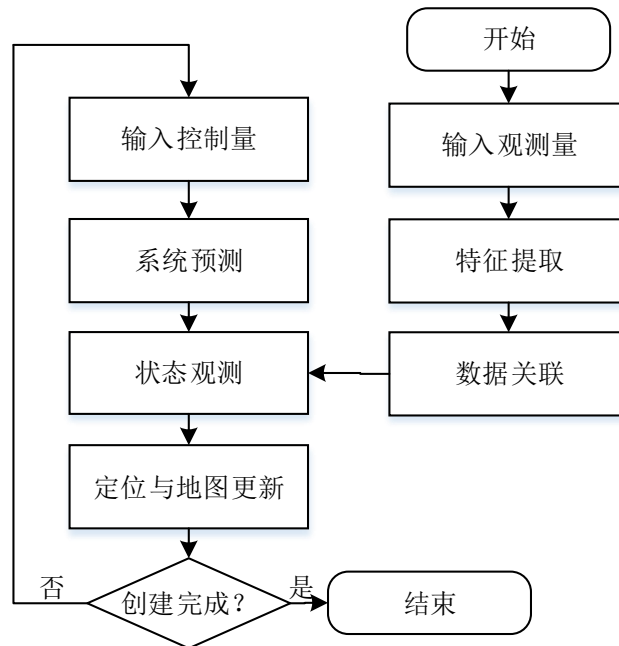 开始
输入控制量
输入观测量
系统预测
特征提取
状态观测
数据关联
定位与地图更新
否
创建完成？
是
结束